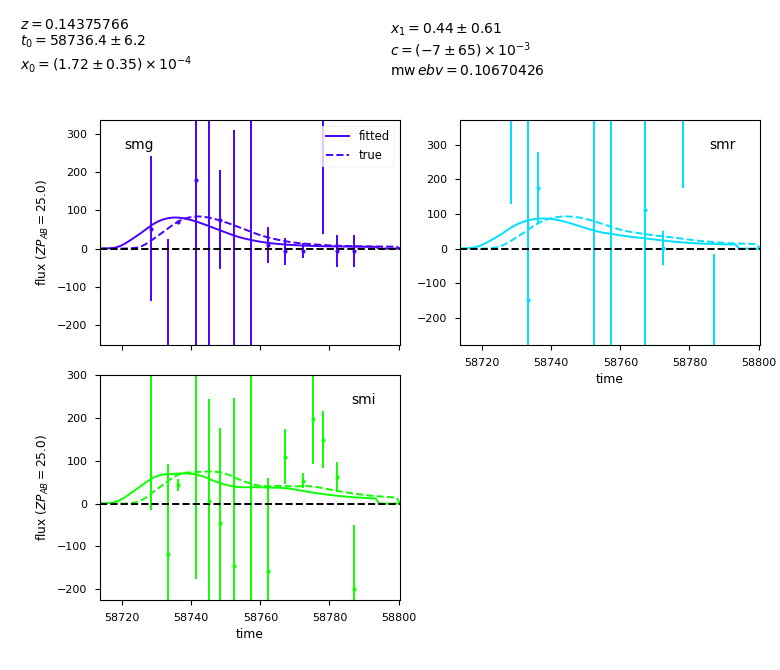 z = 0.14375766
t₀ = 58736.4 ± 6.2
x₀ = (1.72 ± 0.35) × 10⁻⁴
x₁ = 0.44 ± 0.61
c = (−7 ± 65) × 10⁻³
mw ebv = 0.10670426
smg
fitted
true
300
200
100
0
−100
−200
flux (ZP_AB = 25.0)
smr
300
200
100
0
−100
−200
58720 58740 58760 58780 58800
time
smi
300
200
100
0
−100
−200
flux (ZP_AB = 25.0)
58720 58740 58760 58780 58800
time